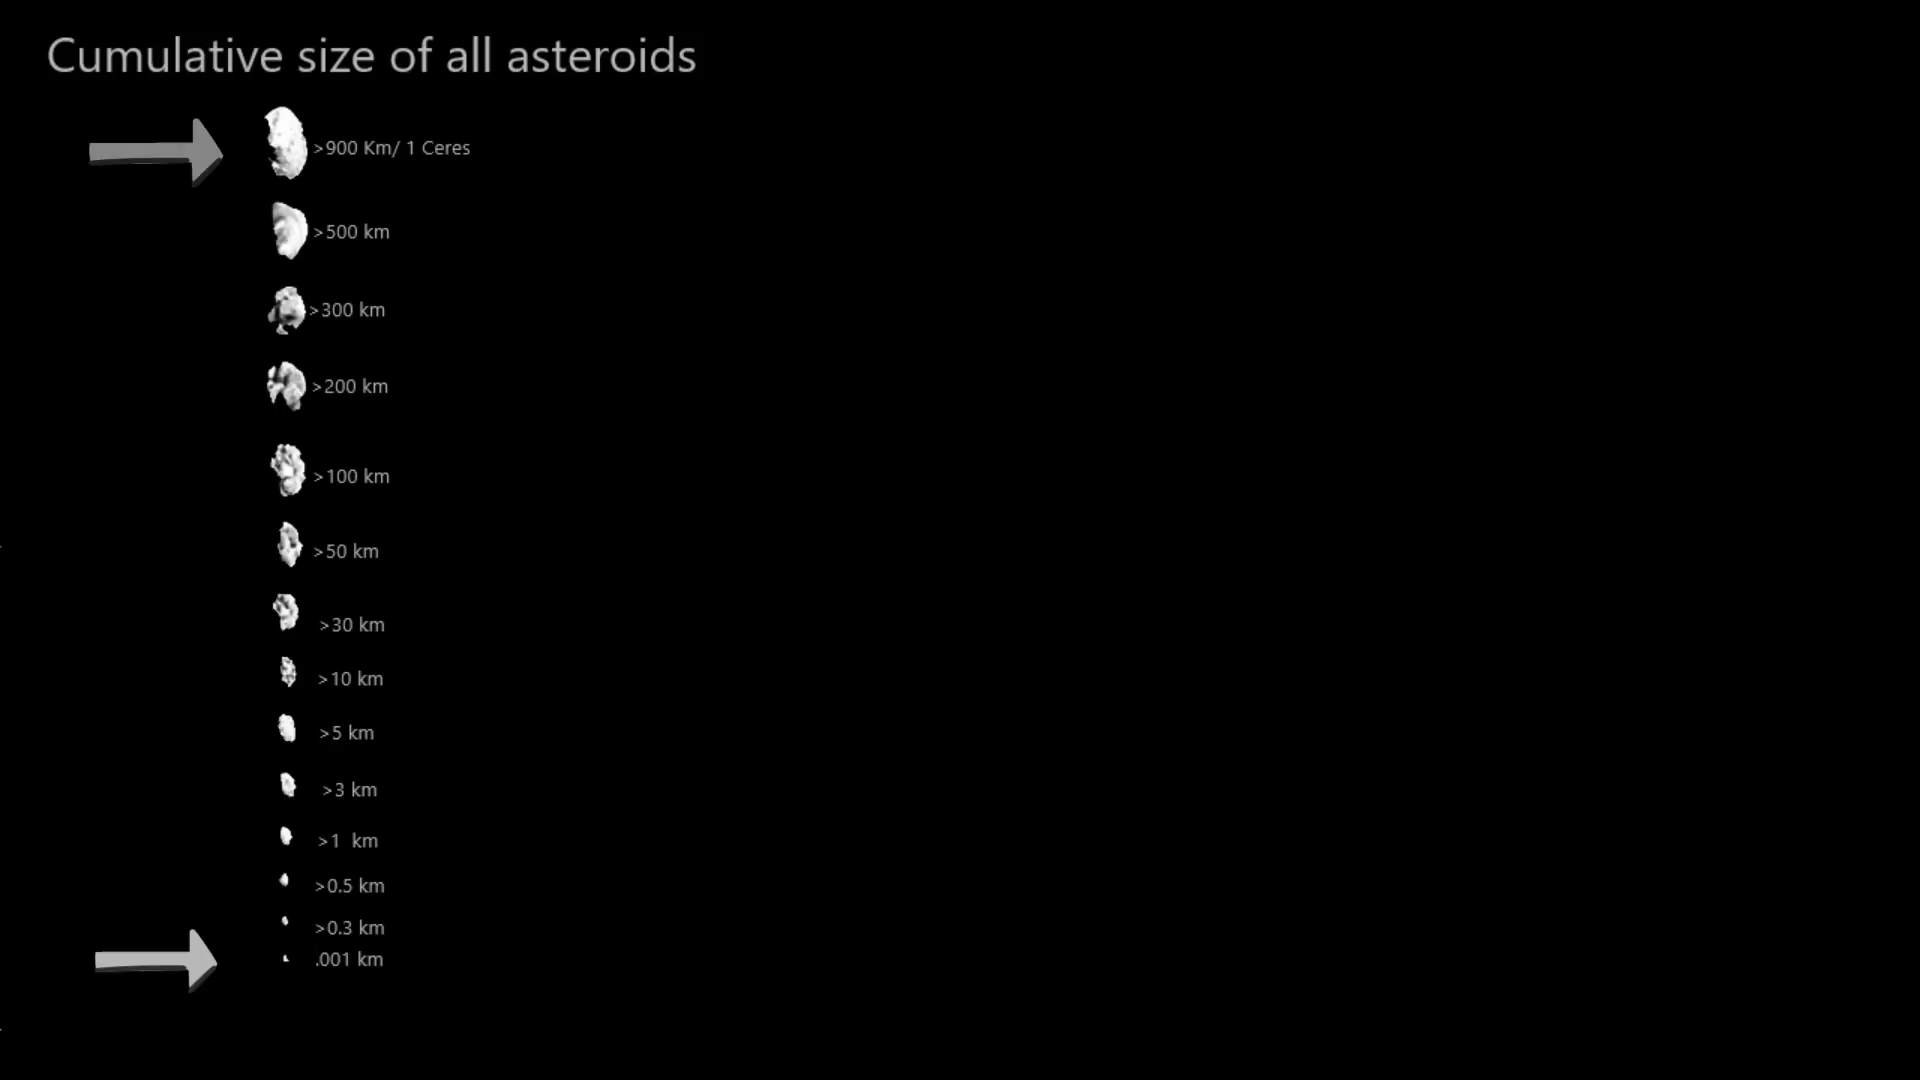 Cumulative size of all asteroids
>900 Km/ 1 Ceres
>500 km
>300 km
>200 km
>100 km
>50 km
>30 km
>10 km
>5 km
>3 km
>1  km
>0.5 km
>0.3 km
.001 km